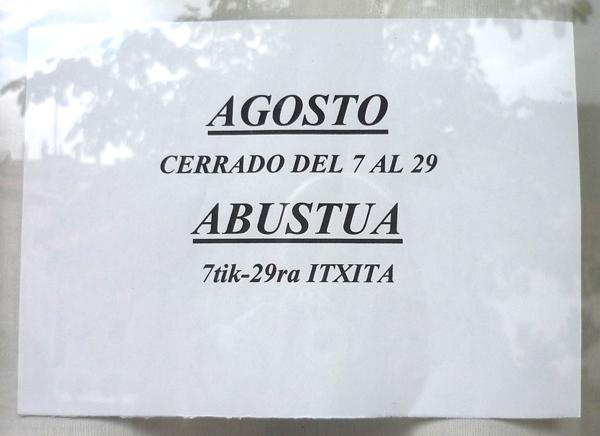 AGOSTO
CERRADO DEL 7 AL 29
ABUSTUA
7tik-29ra ITXITA